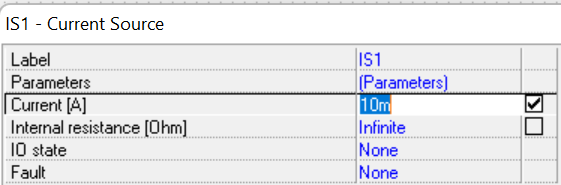 IS1 - Current Source
Label IS1
Parameters (Parameters)
Current [A] 10m
Internal resistance [Ohm] Infinite
IO state None
Fault None